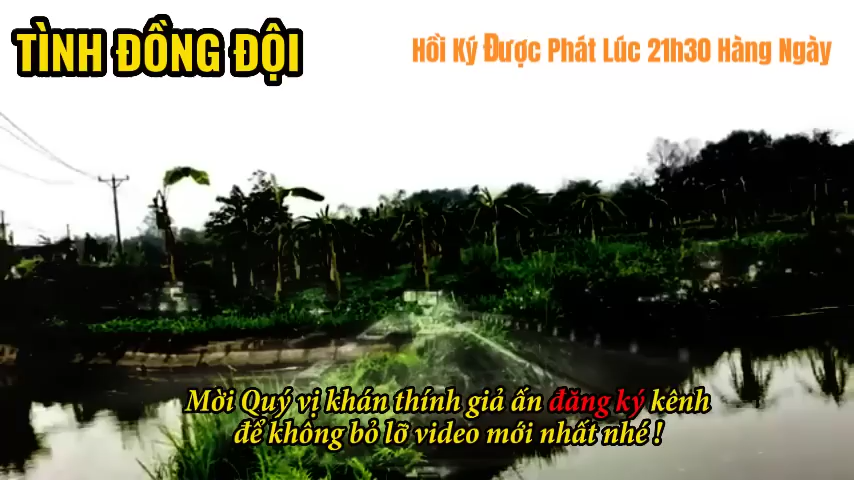 TÌNH ĐỒNG ĐỘI
Hồi Ký Được Phát Lúc 21h30 Hàng Ngày
Mời Quý vị khán thính giả ấn đăng ký kênh
để không bỏ lỡ video mới nhất nhé !